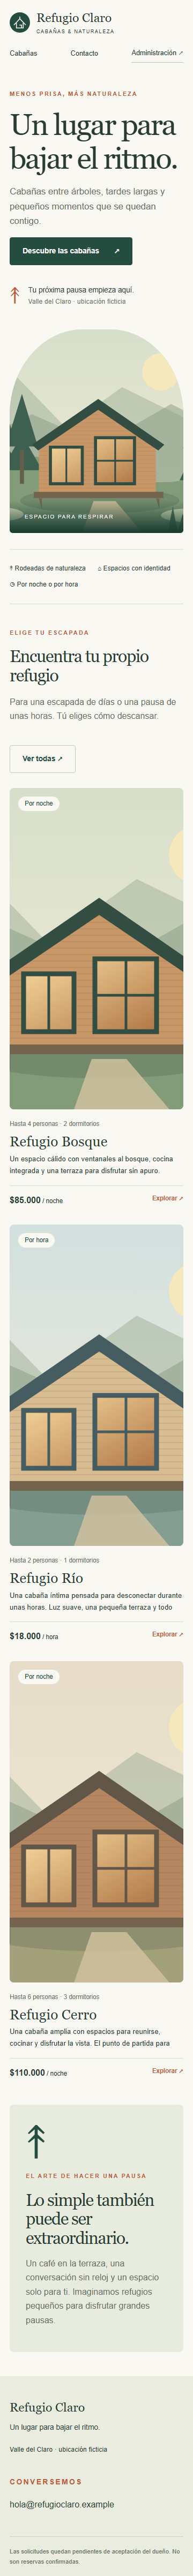 Refugio Claro
CABAÑAS & NATURALEZA
Cabañas
Contacto
Administración ↗
MENOS PRISA, MÁS NATURALEZA
Un lugar para
bajar el ritmo.
Cabañas entre árboles, tardes largas y
pequeños momentos que se quedan
contigo.
Descubre las cabañas ↗
Tu próxima pausa empieza aquí.
Valle del Claro · ubicación ficticia
ESPACIO PARA RESPIRAR
↟ Rodeadas de naturaleza
⌂ Espacios con identidad
◷ Por noche o por hora
ELIGE TU ESCAPADA
Encuentra tu propio
refugio
Para una escapada de días o una pausa de
unas horas. Tú eliges cómo descansar.
Ver todas ↗
Por noche
Hasta 4 personas · 2 dormitorios
Refugio Bosque
Un espacio cálido con ventanales al bosque, cocina
integrada y una terraza para disfrutar sin apuro.
$85.000 / noche
Explorar ↗
Por hora
Hasta 2 personas · 1 dormitorios
Refugio Río
Una cabaña íntima pensada para desconectar durante
unas horas. Luz suave, una pequeña terraza y todo
$18.000 / hora
Explorar ↗
Por noche
Hasta 6 personas · 3 dormitorios
Refugio Cerro
Una cabaña amplia con espacios para reunirse,
cocinar y disfrutar la vista. El punto de partida para
$110.000 / noche
Explorar ↗
EL ARTE DE HACER UNA PAUSA
Lo simple también
puede ser
extraordinario.
Un café en la terraza, una
conversación sin reloj y un espacio
solo para ti. Imaginamos refugios
pequeños para disfrutar grandes
pausas.
Refugio Claro
Un lugar para bajar el ritmo.
Valle del Claro · ubicación ficticia
CONVERSEMOS
hola@refugioclaro.example
Las solicitudes quedan pendientes de aceptación del dueño. No
son reservas confirmadas.